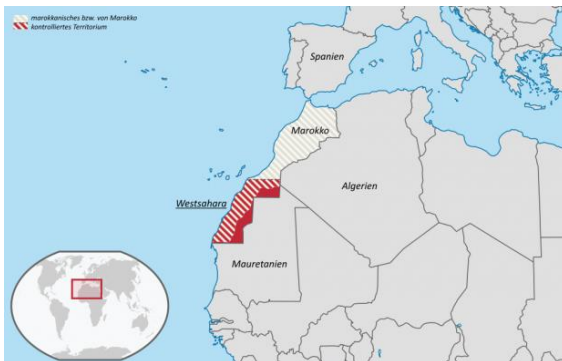 marokkanisches bzw. von Marokko
kontrolliertes Territorium
Spanien
Marokko
Algerien
Westsahara
Mauretanien